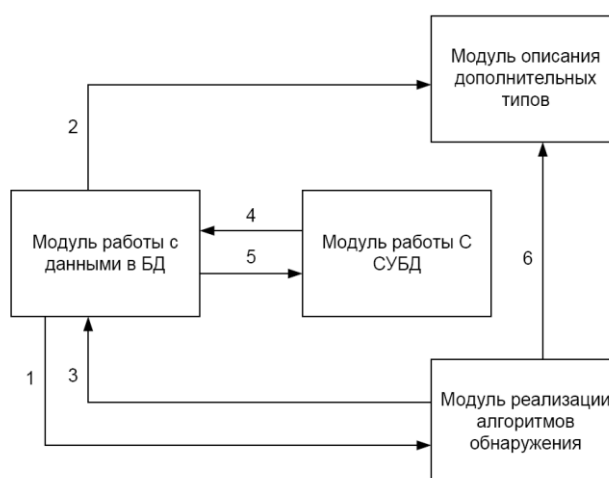 Модуль описания
дополнительных
типов
2
4
Модуль работы с
данными в БД
Модуль работы С
СУБД
5
6
1
3
Модуль реализации
алгоритмов
обнаружения